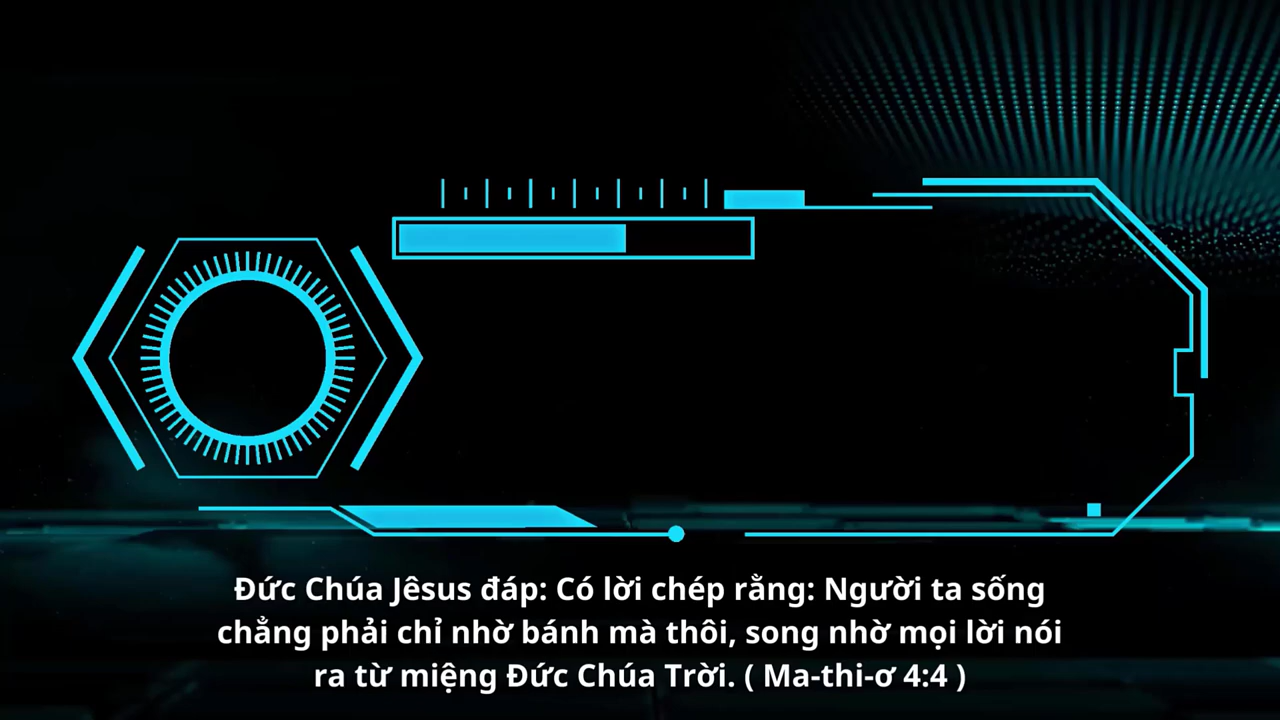 Đức Chúa Jêsus đáp: Có lời chép rằng: Người ta sống
chẳng phải chỉ nhờ bánh mà thôi, song nhờ mọi lời nói
ra từ miệng Đức Chúa Trời. ( Ma-thi-ơ 4:4 )